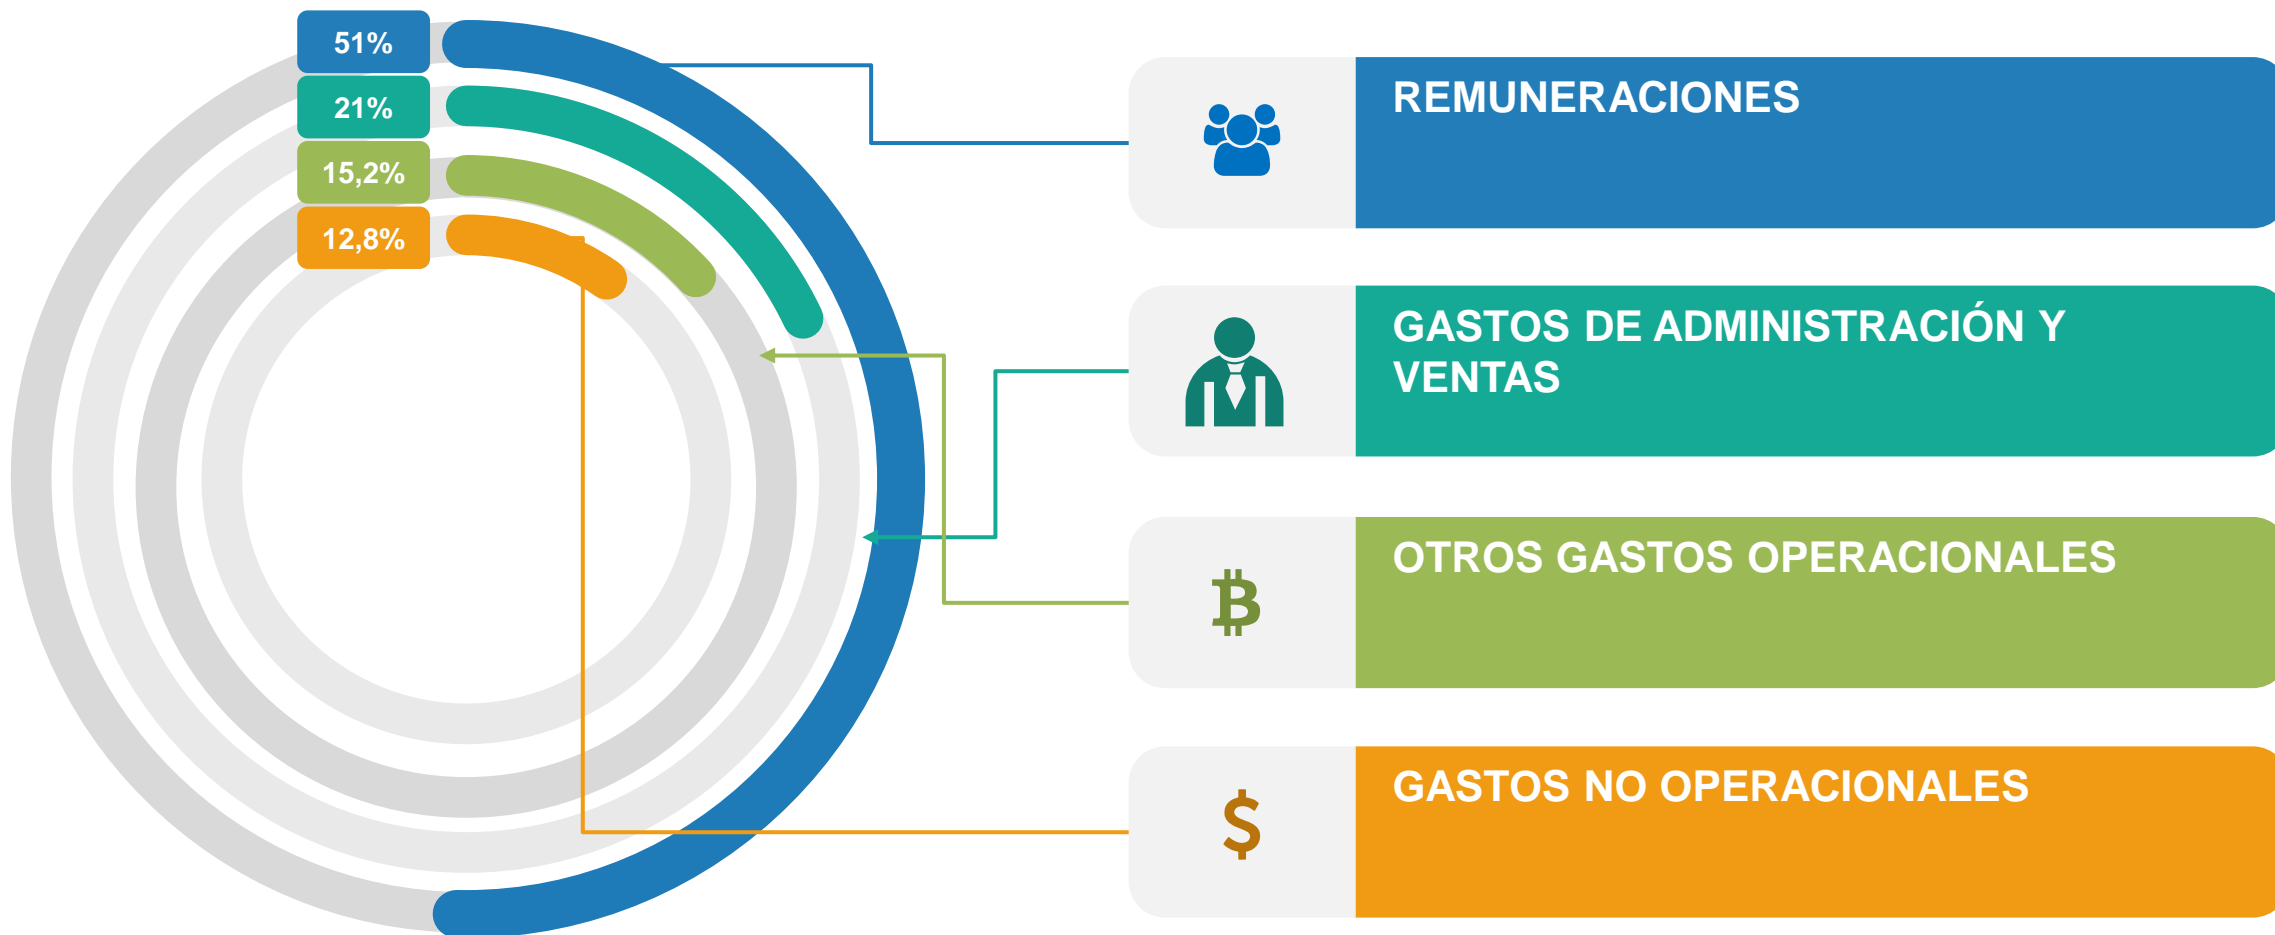 51%
21%
15,2%
12,8%
REMUNERACIONES
GASTOS DE ADMINISTRACIÓN Y
VENTAS
OTROS GASTOS OPERACIONALES
GASTOS NO OPERACIONALES